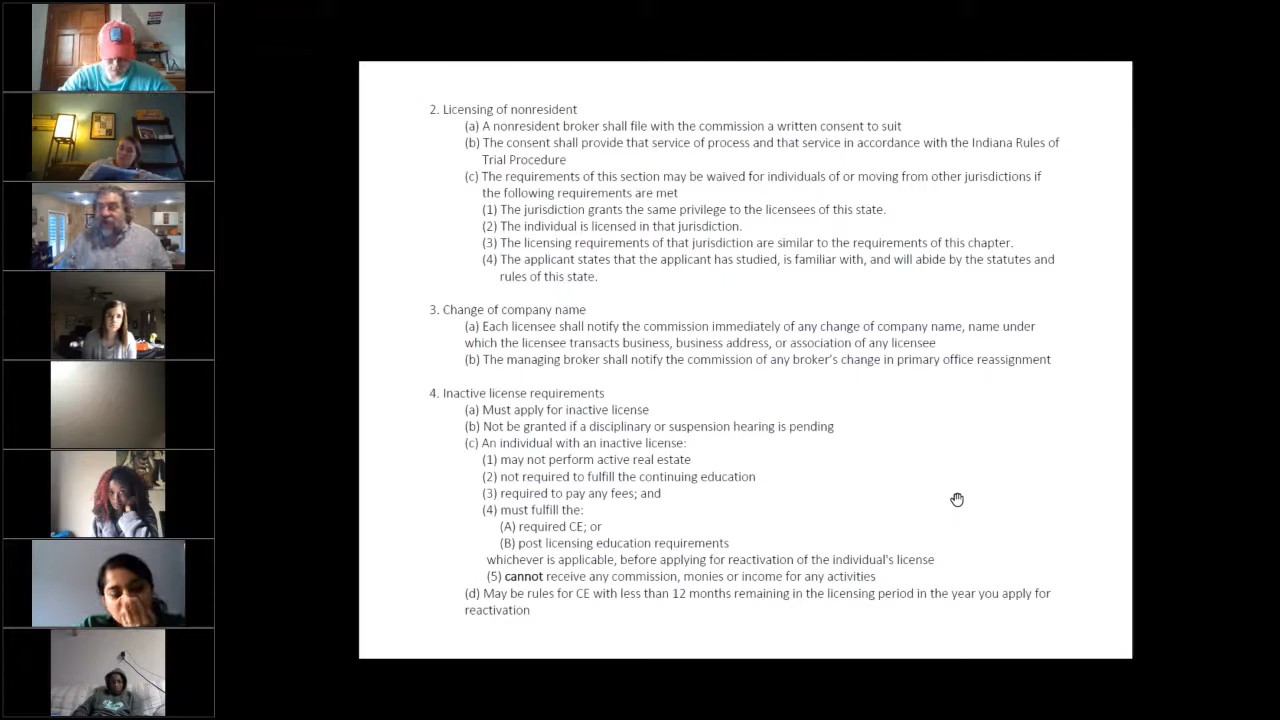 2. Licensing of nonresident
(a) A nonresident broker shall file with the commission a written consent to suit
(b) The consent shall provide that service of process and that service in accordance with the Indiana Rules of
Trial Procedure
(c) The requirements of this section may be waived for individuals of or moving from other jurisdictions if
the following requirements are met
(1) The jurisdiction grants the same privilege to the licensees of this state.
(2) The individual is licensed in that jurisdiction.
(3) The licensing requirements of that jurisdiction are similar to the requirements of this chapter.
(4) The applicant states that the applicant has studied, is familiar with, and will abide by the statutes and
rules of this state.
3. Change of company name
(a) Each licensee shall notify the commission immediately of any change of company name, name under
which the licensee transacts business, business address, or association of any licensee
(b) The managing broker shall notify the commission of any broker's change in primary office reassignment
4. Inactive license requirements
(a) Must apply for inactive license
(b) Not be granted if a disciplinary or suspension hearing is pending
(c) An individual with an inactive license:
(1) may not perform active real estate
(2) not required to fulfill the continuing education
(3) required to pay any fees; and
(4) must fulfill the:
(A) required CE; or
(B) post licensing education requirements
whichever is applicable, before applying for reactivation of the individual's license
(5) cannot receive any commission, monies or income for any activities
(d) May be rules for CE with less than 12 months remaining in the licensing period in the year you apply for
reactivation